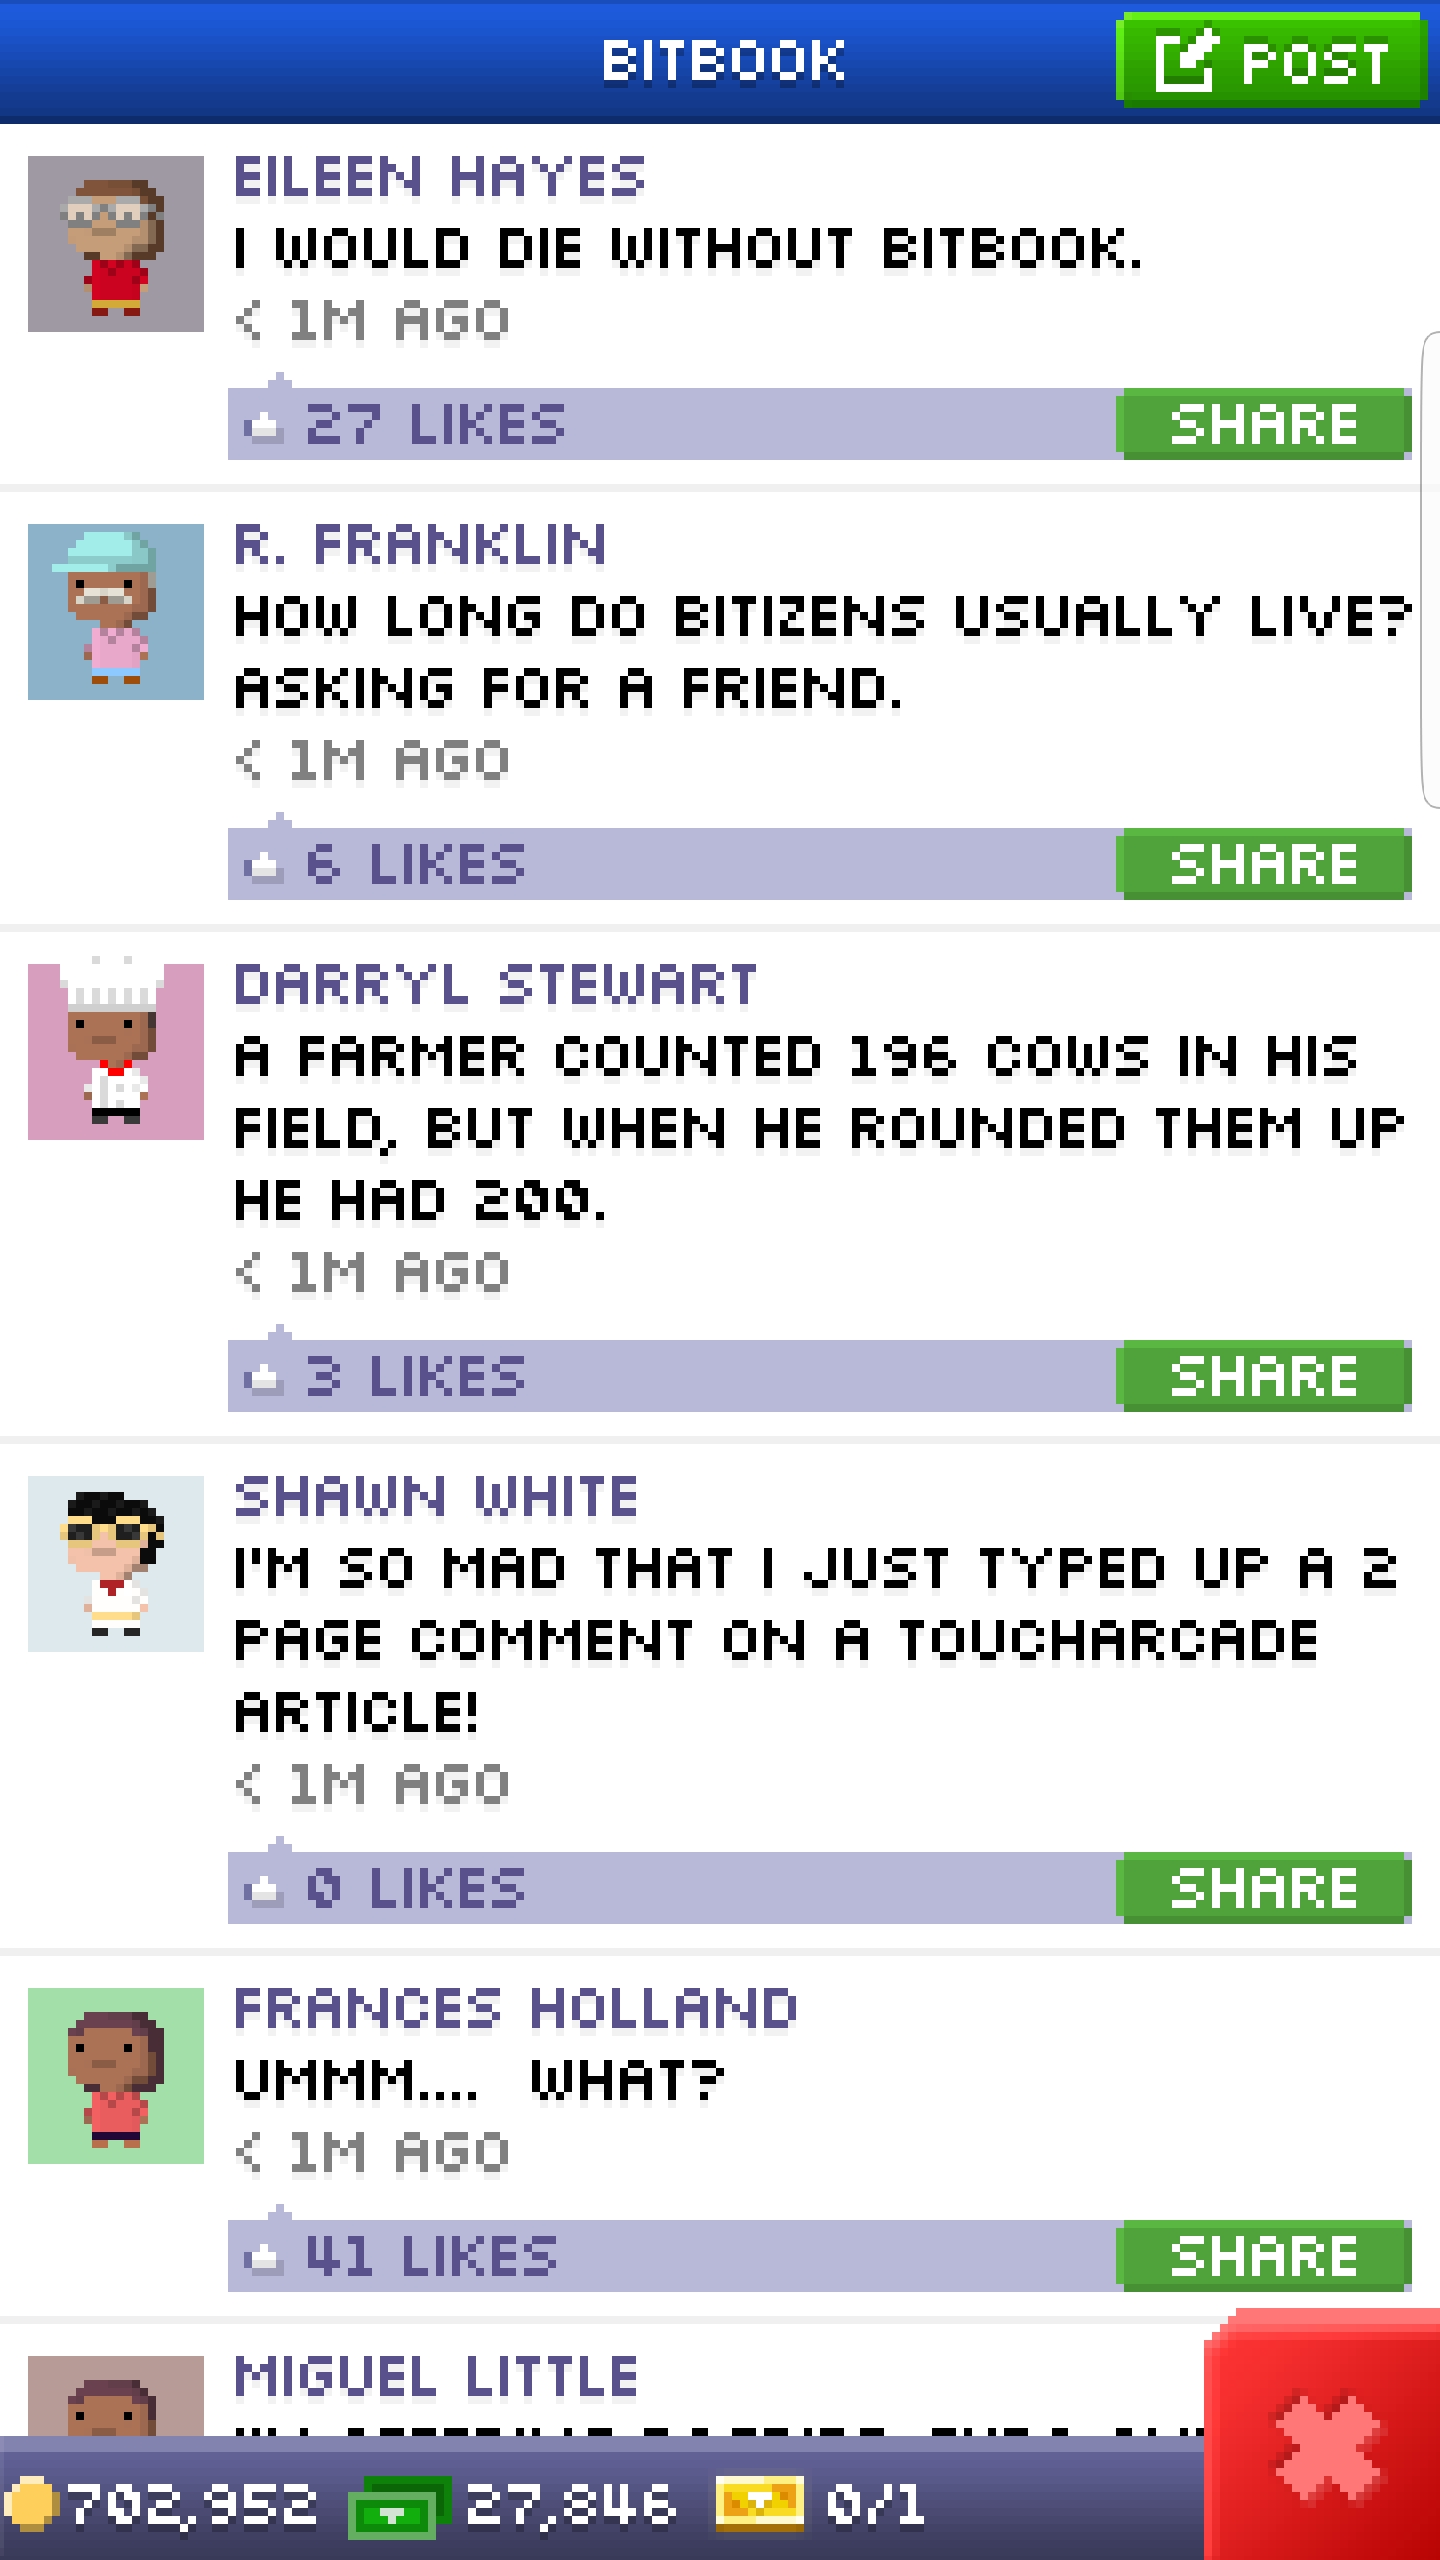 BITBOOK
POST
EILEEN HAYES
I WOULD DIE WITHOUT BITBOOK.
< 1M AGO
27 LIKES
SHARE
R. FRANKLIN
HOW LONG DO BITIZENS USUALLY LIVE?
ASKING FOR A FRIEND.
< 1M AGO
6 LIKES
SHARE
DARRYL STEWART
A FARMER COUNTED 196 COWS IN HIS
FIELD, BUT WHEN HE ROUNDED THEM UP
HE HAD 200.
< 1M AGO
3 LIKES
SHARE
SHAWN WHITE
I'M SO MAD THAT I JUST TYPED UP A 2
PAGE COMMENT ON A TOUCHARCADE
ARTICLE!
< 1M AGO
0 LIKES
SHARE
FRANCES HOLLAND
UMMM....  WHAT?
< 1M AGO
41 LIKES
SHARE
MIGUEL LITTLE
702,952
27,846
0/1